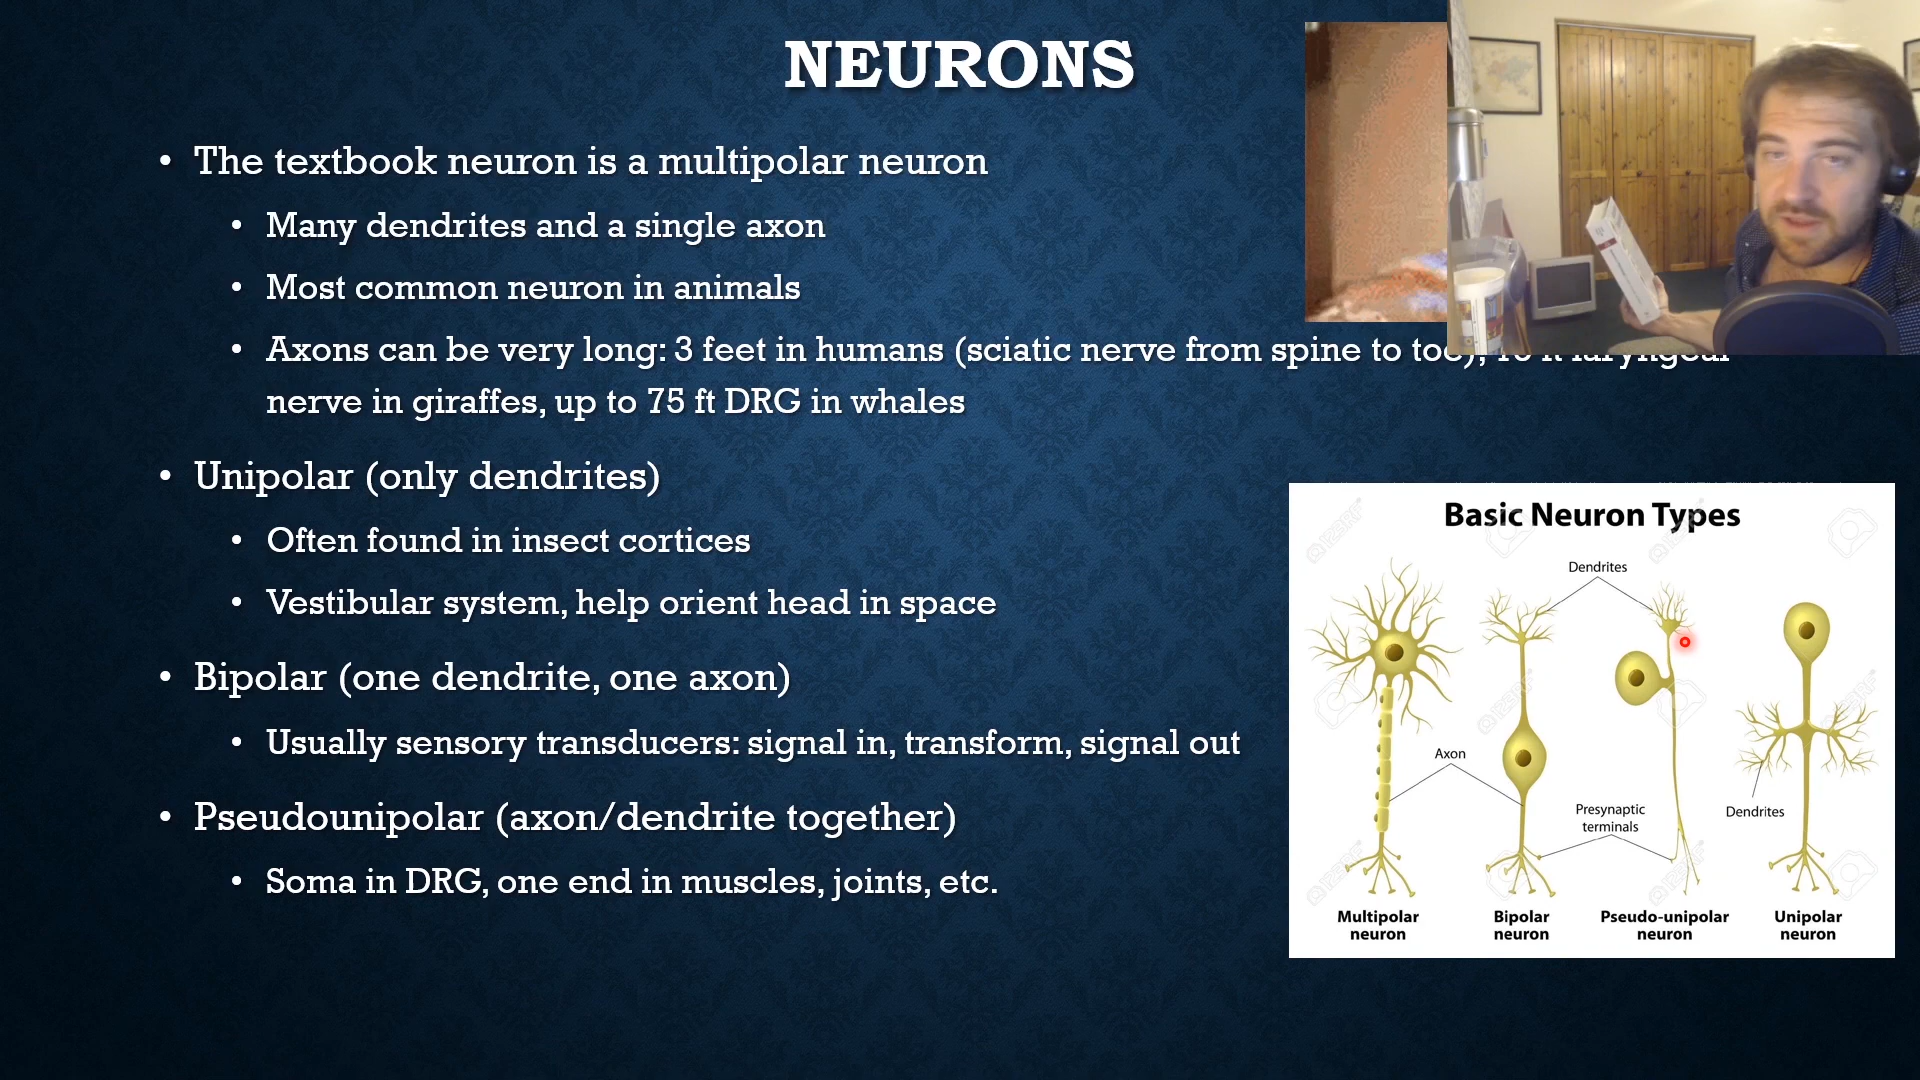 NEURONS
• The textbook neuron is a multipolar neuron
• Many dendrites and a single axon
• Most common neuron in animals
• Axons can be very long: 3 feet in humans (sciatic nerve from spine to toe), 
nerve in giraffes, up to 75 ft DRG in whales
• Unipolar (only dendrites)
• Often found in insect cortices
• Vestibular system, help orient head in space
• Bipolar (one dendrite, one axon)
• Usually sensory transducers: signal in, transform, signal out
• Pseudounipolar (axon/dendrite together)
• Soma in DRG, one end in muscles, joints, etc.
Basic Neuron Types
Dendrites
Axon
Presynaptic
terminals
Dendrites
Multipolar
neuron
Bipolar
neuron
Pseudo-unipolar
neuron
Unipolar
neuron